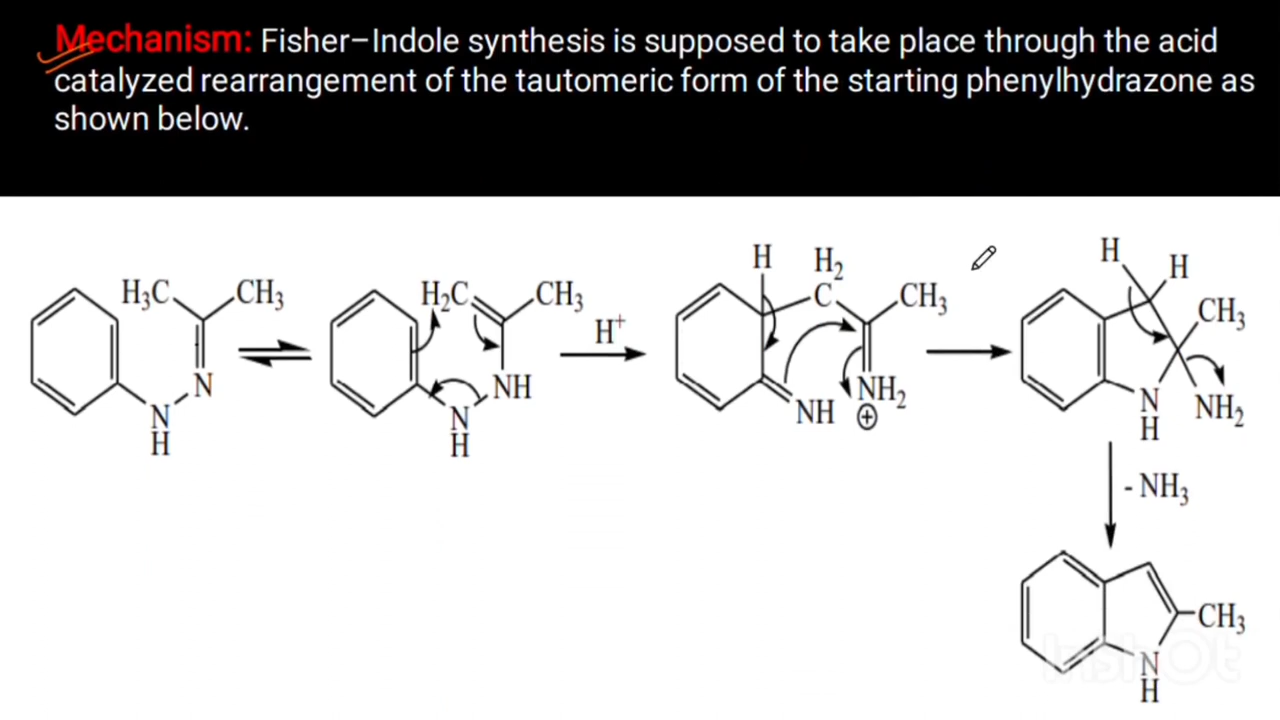 Mechanism: Fisher–Indole synthesis is supposed to take place through the acid
catalyzed rearrangement of the tautomeric form of the starting phenylhydrazone as
shown below.
H₃C CH₃ N N H
H₂C CH₃ NH N H
H⁺
H H₂ C CH₃ NH NH₂ ⊕
H H CH₃ N H NH₂
- NH₃
CH₃ N H
InShOt